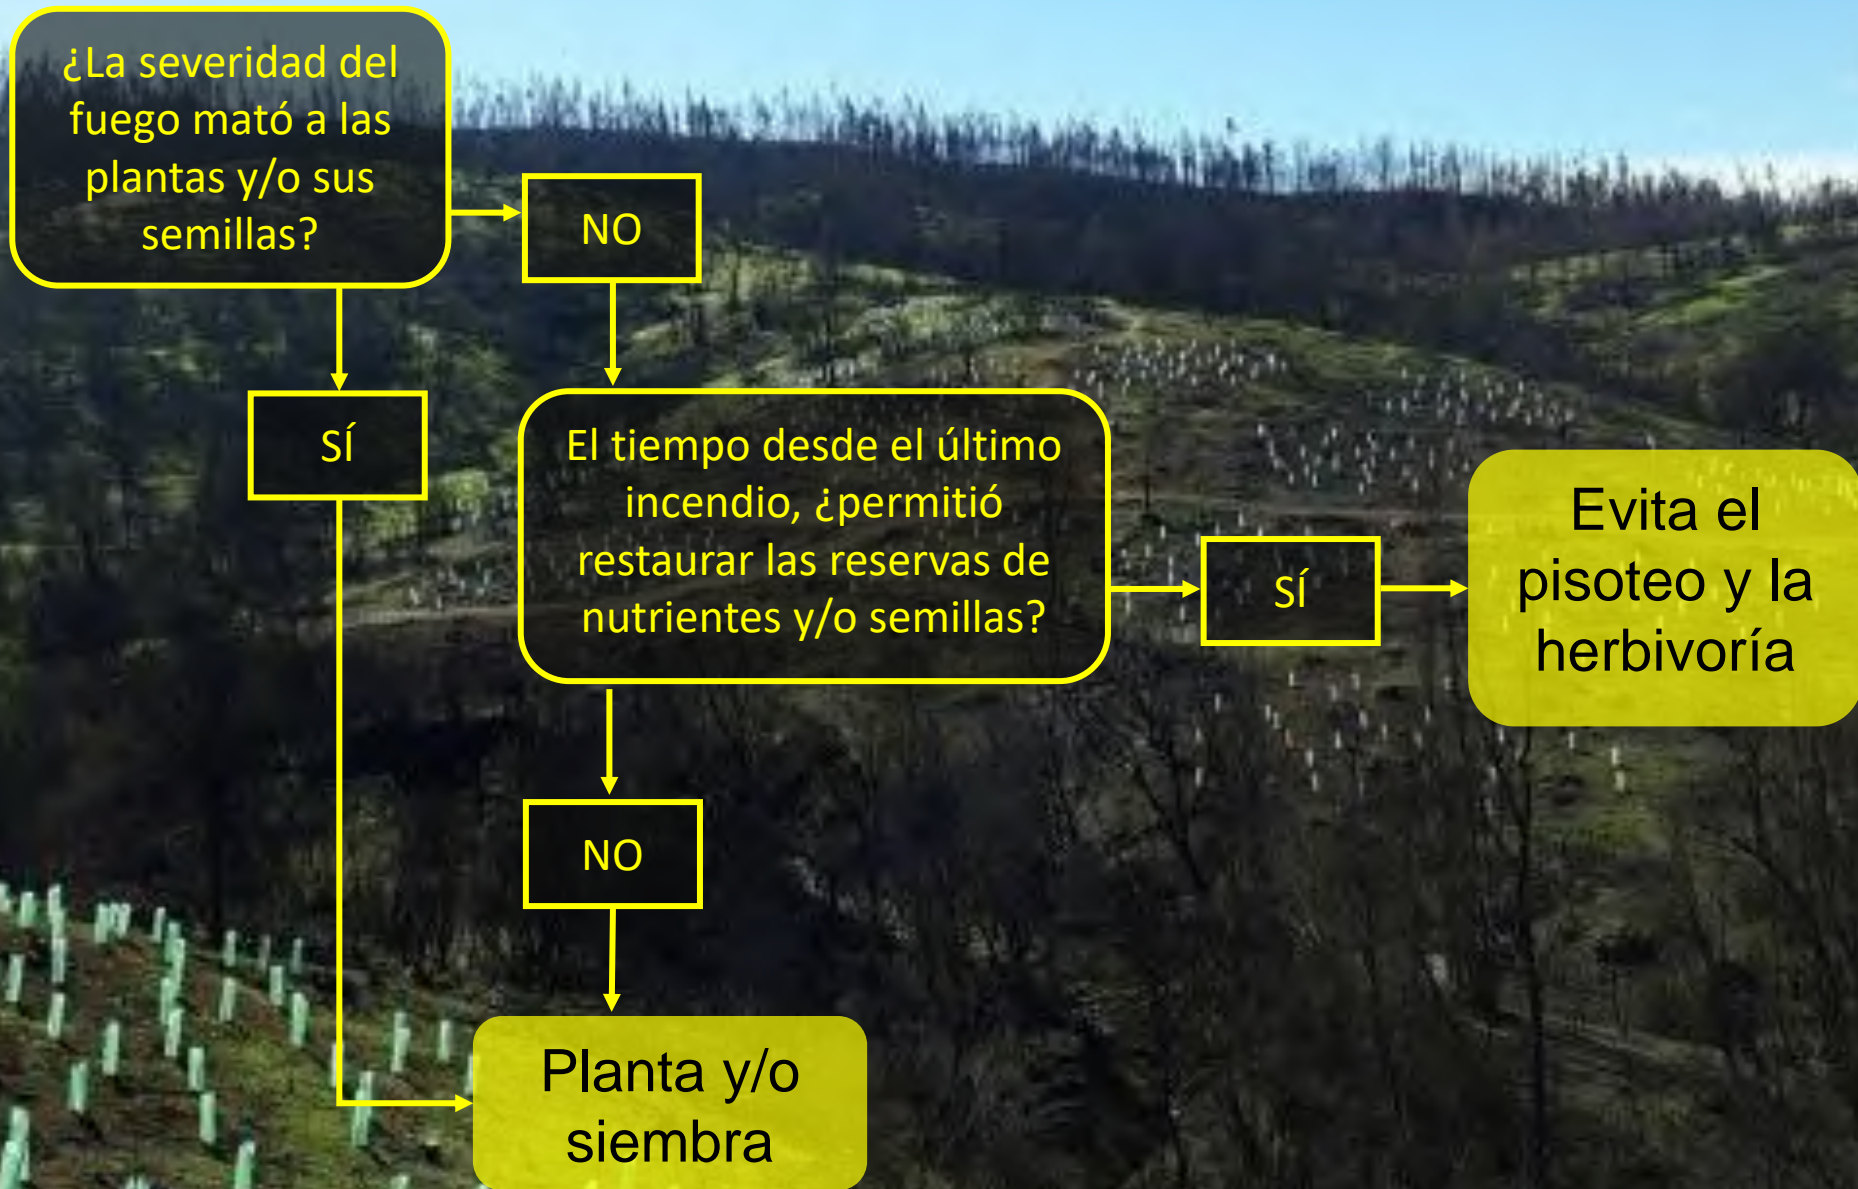 ¿La severidad del
fuego mató a las
plantas y/o sus
semillas?
NO
SÍ
El tiempo desde el último
incendio, ¿permitió
restaurar las reservas de
nutrientes y/o semillas?
SÍ
Evita el
pisoteo y la
herbivoría
NO
Planta y/o
siembra